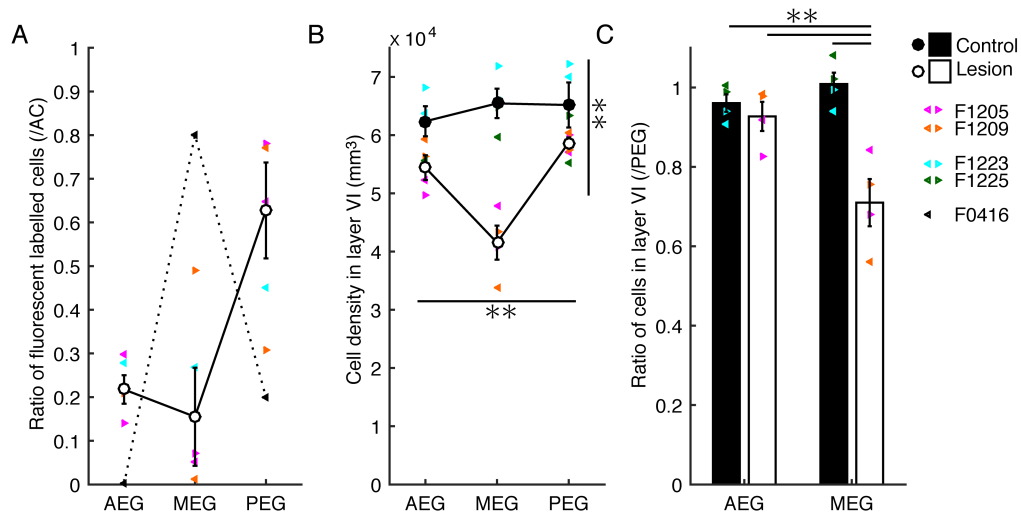 A
Ratio of fluorescent labelled cells (/AC)
1
0.9
0.8
0.7
0.6
0.5
0.4
0.3
0.2
0.1
0
AEG MEG PEG
B
x 10^4
Cell density in layer VI (mm3)
7
6
5
4
3
2
1
0
**
**
AEG MEG PEG
C
Ratio of cells in layer VI (/PEG)
1
0.8
0.6
0.4
0.2
0
**
AEG MEG
Control
Lesion
F1205
F1209
F1223
F1225
F0416